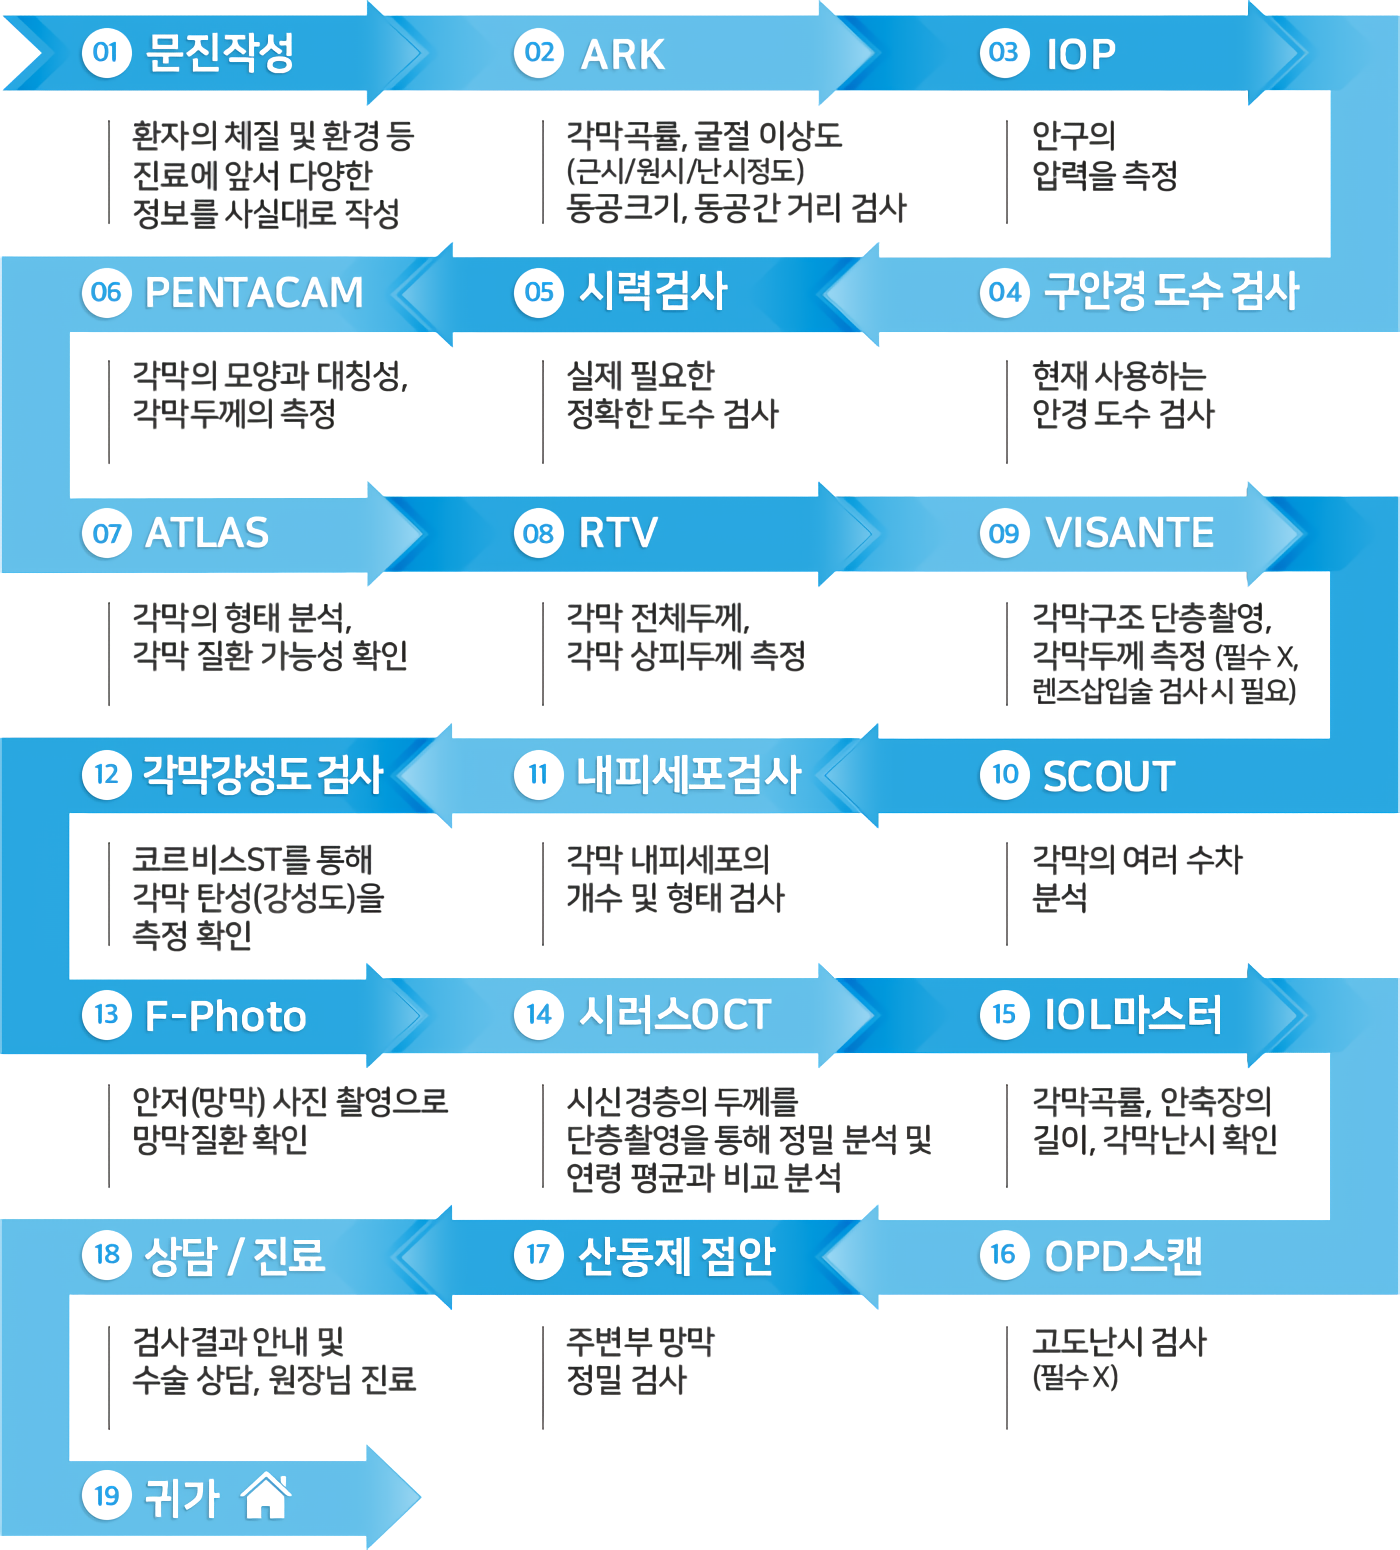 01 문진작성
환자의 체질 및 환경 등
진료에 앞서 다양한
정보를 사실대로 작성
02 ARK
각막곡률, 굴절 이상도
(근시/원시/난시정도)
동공크기, 동공간 거리 검사
03 IOP
안구의
압력을 측정
04 구안경 도수 검사
현재 사용하는
안경 도수 검사
05 시력검사
실제 필요한
정확한 도수 검사
06 PENTACAM
각막의 모양과 대칭성,
각막두께의 측정
07 ATLAS
각막의 형태 분석,
각막 질환 가능성 확인
08 RTV
각막 전체두께,
각막 상피두께 측정
09 VISANTE
각막구조 단층촬영,
각막두께 측정 (필수 X,
렌즈삽입술 검사 시 필요)
10 SCOUT
각막의 여러 수차
분석
11 내피세포검사
각막 내피세포의
개수 및 형태 검사
12 각막강성도 검사
코르비스ST를 통해
각막 탄성(강성도)을
측정 확인
13 F-Photo
안저(망막) 사진 촬영으로
망막질환 확인
14 시러스OCT
시신경층의 두께를
단층촬영을 통해 정밀 분석 및
연령 평균과 비교 분석
15 IOL마스터
각막곡률, 안축장의
길이, 각막난시 확인
16 OPD스캔
고도난시 검사
(필수 X)
17 산동제 점안
주변부 망막
정밀 검사
18 상담 / 진료
검사결과 안내 및
수술 상담, 원장님 진료
19 귀가